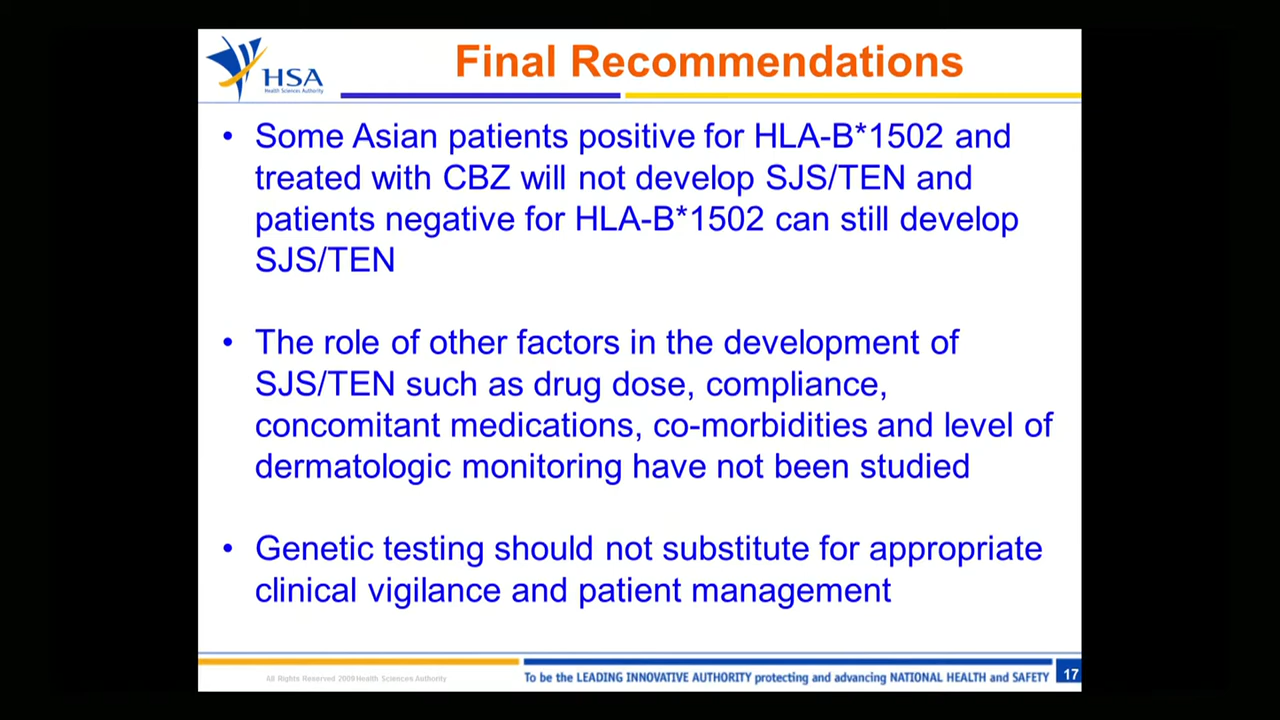 HSA
Health Sciences Authority
Final Recommendations
• Some Asian patients positive for HLA-B*1502 and
treated with CBZ will not develop SJS/TEN and
patients negative for HLA-B*1502 can still develop
SJS/TEN
• The role of other factors in the development of
SJS/TEN such as drug dose, compliance,
concomitant medications, co-morbidities and level of
dermatologic monitoring have not been studied
• Genetic testing should not substitute for appropriate
clinical vigilance and patient management
All Rights Reserved 2009 Health Sciences Authority
To be the LEADING INNOVATIVE AUTHORITY protecting and advancing NATIONAL HEALTH and SAFETY
17